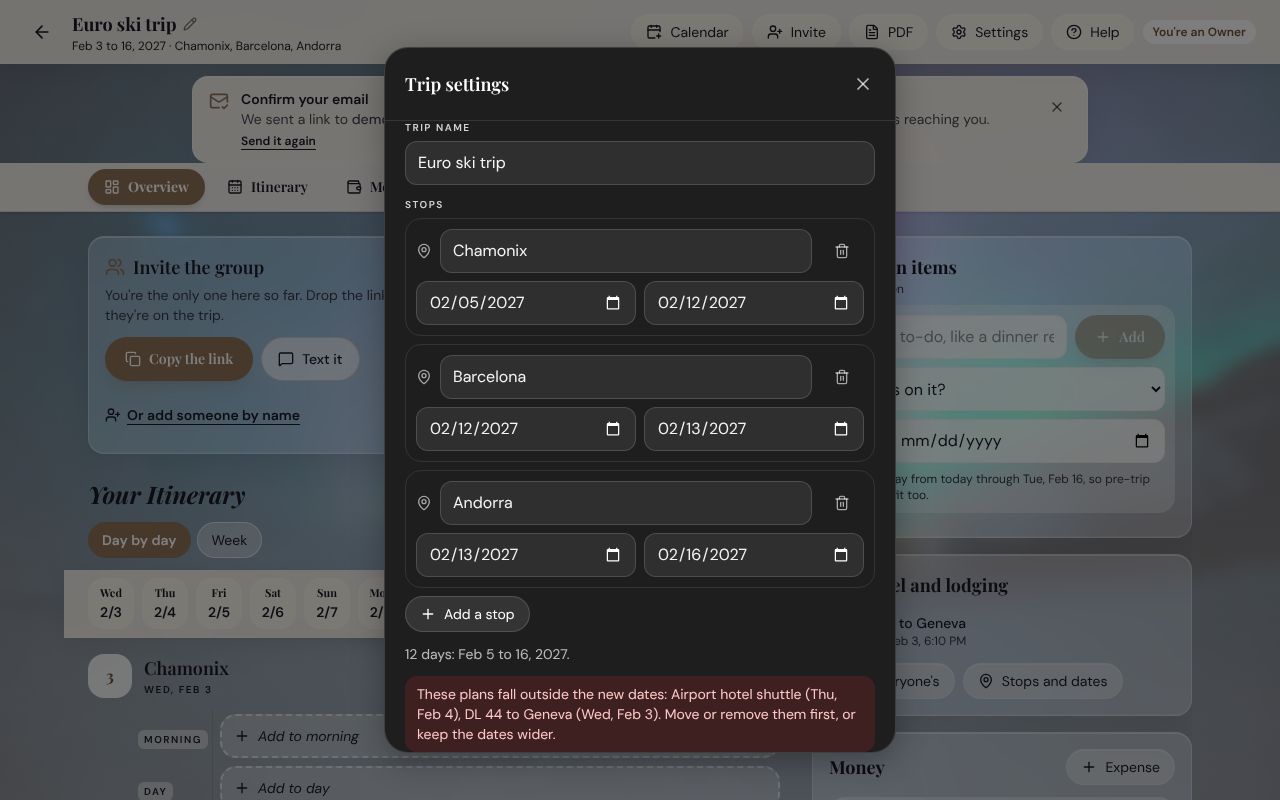 Euro ski trip
Feb 3 to 16, 2027 · Chamonix, Barcelona, Andorra
Calendar
Invite
PDF
Settings
Help
You're an Owner
Confirm your email
We sent a link to
s reaching you.
Send it again
Overview
Itinerary
Trip settings
TRIP NAME
Euro ski trip
STOPS
Chamonix
02/05/2027
02/12/2027
Barcelona
02/12/2027
02/13/2027
Andorra
02/13/2027
02/16/2027
Add a stop
12 days: Feb 5 to 16, 2027.
These plans fall outside the new dates: Airport hotel shuttle (Thu,
Feb 4), DL 44 to Geneva (Wed, Feb 3). Move or remove them first, or
keep the dates wider.
Invite the group
You're the only one here so far. Drop the
they're on the trip.
Copy the link
Text it
Or add someone by name
Your Itinerary
Day by day
Week
Wed
2/3
Thu
2/4
Fri
2/5
Sat
2/6
Sun
2/7
3
Chamonix
WED, FEB 3
MORNING
Add to morning
DAY
Add to day
n items
to-do, like a dinner re
Add
s on it?
mm/dd/yyyy
ay from today through Tue, Feb 16, so pre-trip
fit too.
el and lodging
to Geneva
eb 3, 6:10 PM
ryone's
Stops and dates
Money
Expense